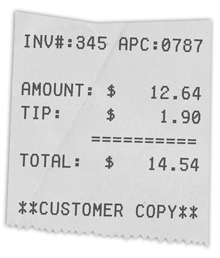 INV#:345 APC:0787
AMOUNT: $ 12.64
TIP: $ 1.90
==========
TOTAL: $ 14.54
**CUSTOMER COPY**